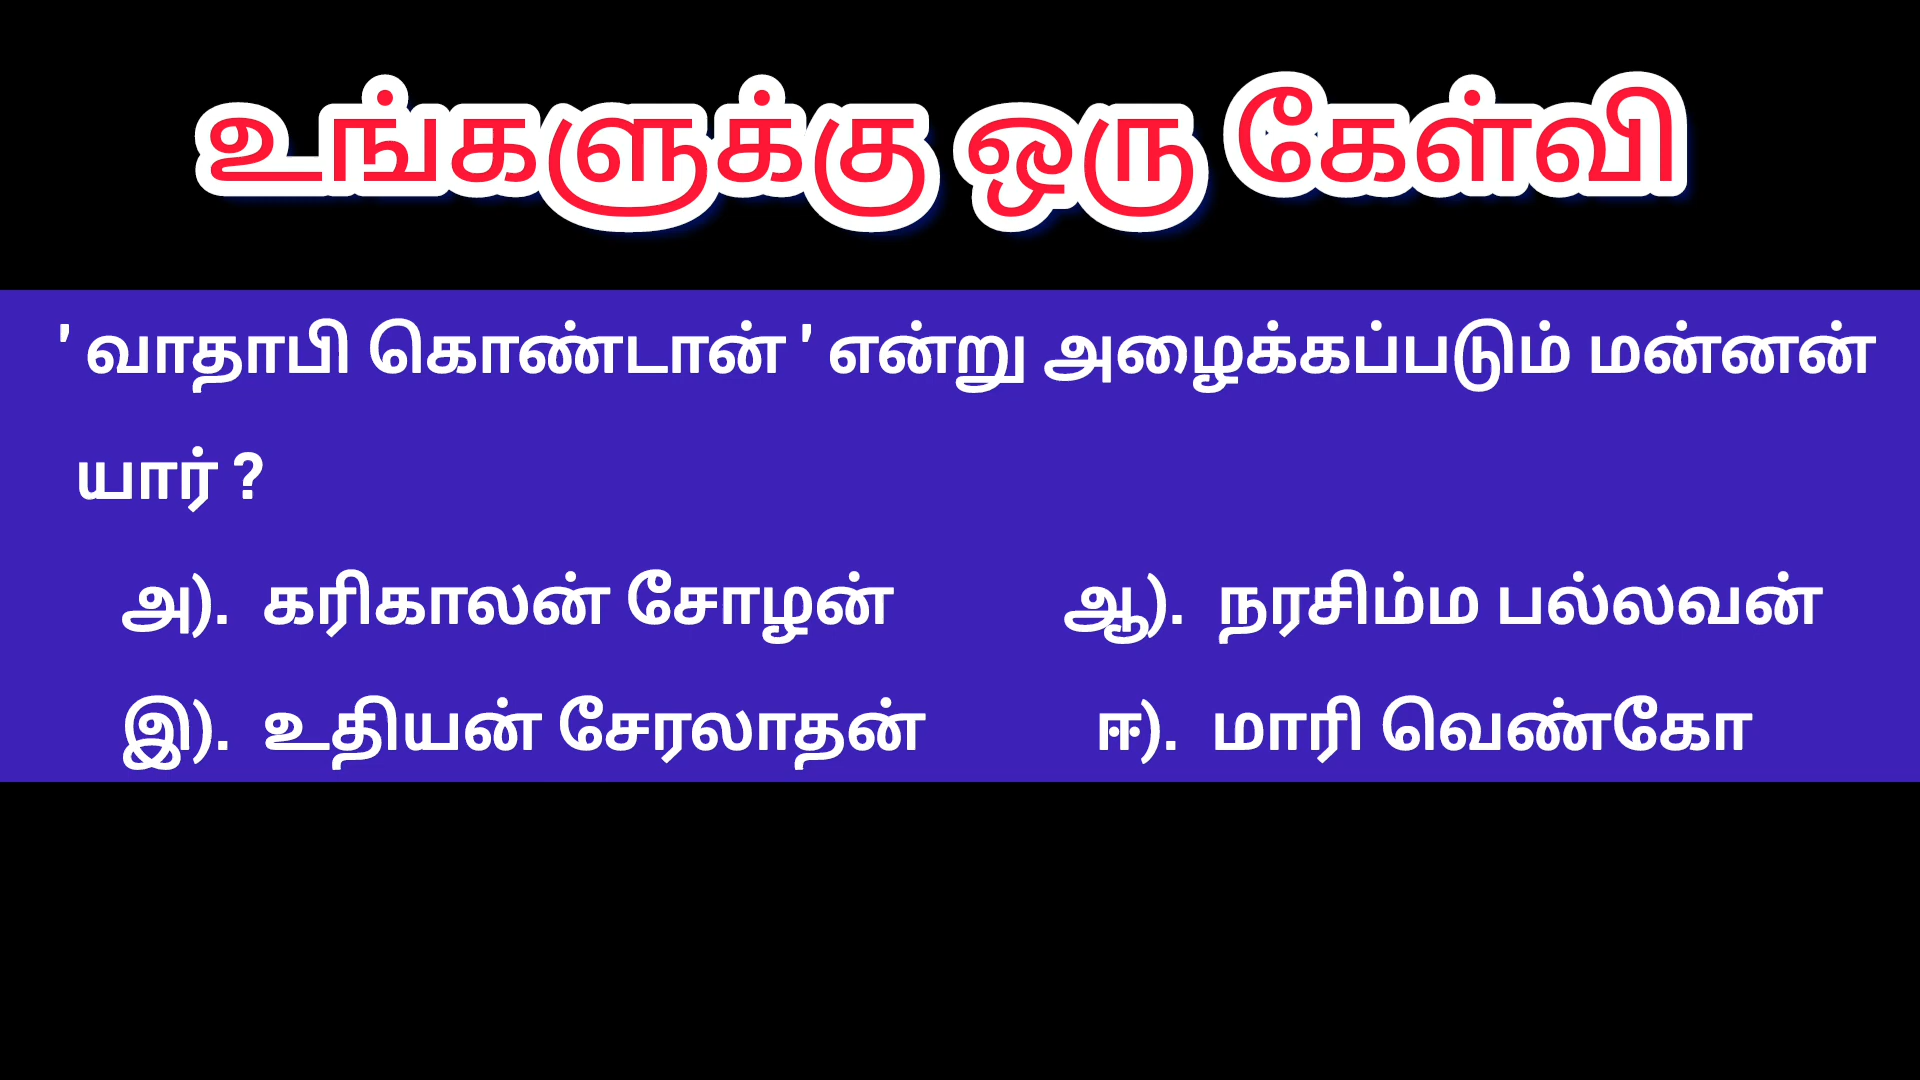 உங்களுக்கு ஒரு கேள்வி
' வாதாபி கொண்டான் ' என்று அழைக்கப்படும் மன்னன்
யார் ?
அ). கரிகாலன் சோழன் ஆ). நரசிம்ம பல்லவன்
இ). உதியன் சேரலாதன் ஈ). மாரி வெண்கோ